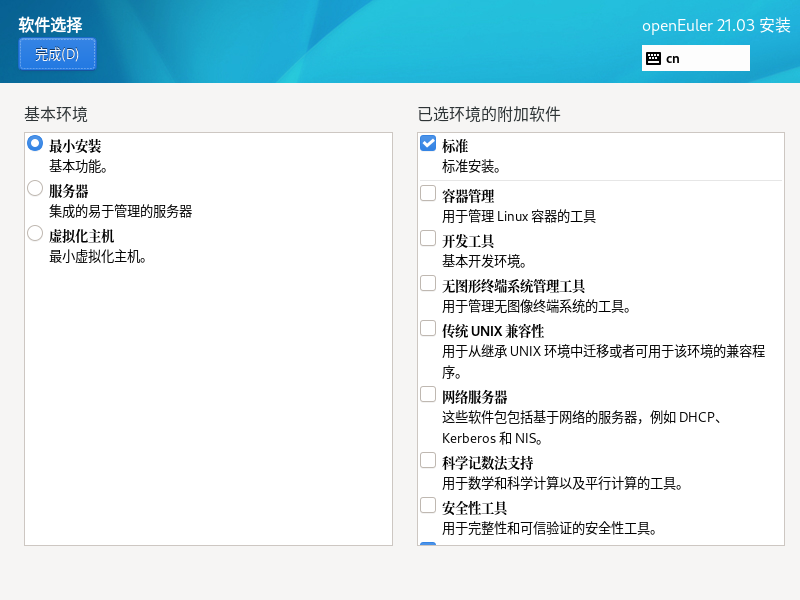 软件选择
openEuler 21.03 安装
完成(D)
cn
基本环境
最小安装
基本功能。
服务器
集成的易于管理的服务器
虚拟化主机
最小虚拟化主机。
已选环境的附加软件
标准
标准安装。
容器管理
用于管理 Linux 容器的工具
开发工具
基本开发环境。
无图形终端系统管理工具
用于管理无图像终端系统的工具。
传统 UNIX 兼容性
用于从继承 UNIX 环境中迁移或者可用于该环境的兼容程
序。
网络服务器
这些软件包包括基于网络的服务器，例如 DHCP、
Kerberos 和 NIS。
科学记数法支持
用于数学和科学计算以及平行计算的工具。
安全性工具
用于完整性和可信验证的安全性工具。